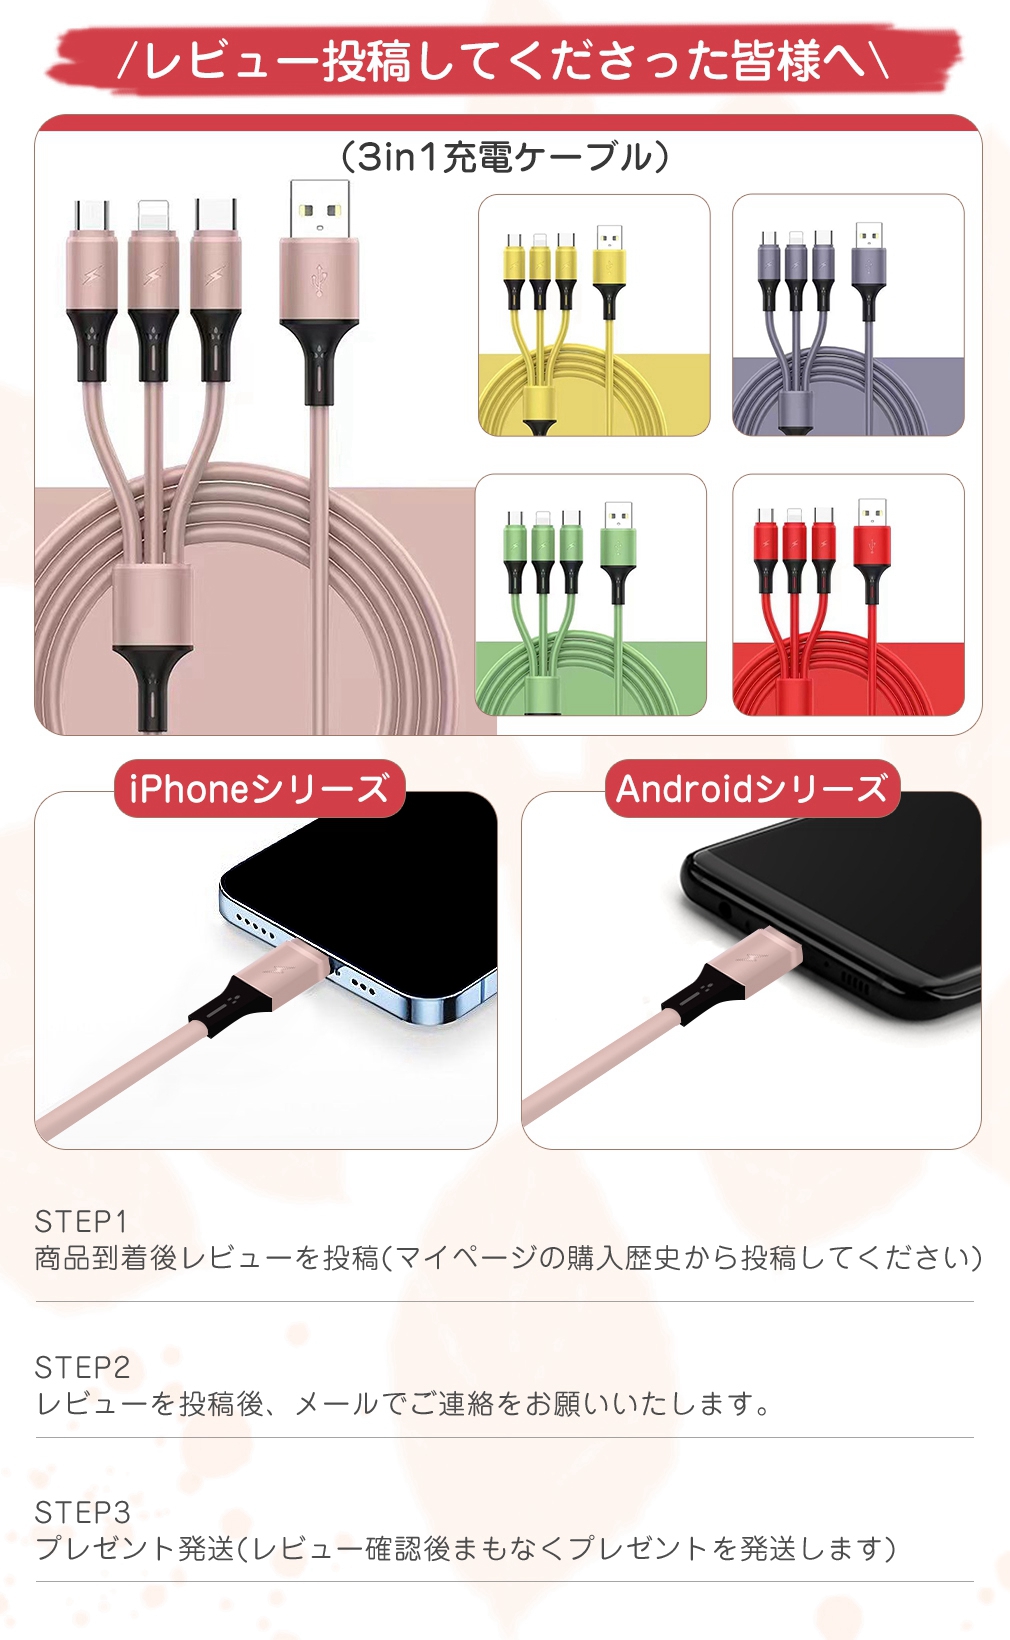 /レビュー投稿してくださった皆様へ\
(3in1充電ケーブル)
iPhoneシリーズ
Androidシリーズ
STEP1
商品到着後レビューを投稿(マイページの購入歴史から投稿してください)
STEP2
レビューを投稿後、メールでご連絡をお願いいたします。
STEP3
プレゼント発送(レビュー確認後まもなくプレゼントを発送します)